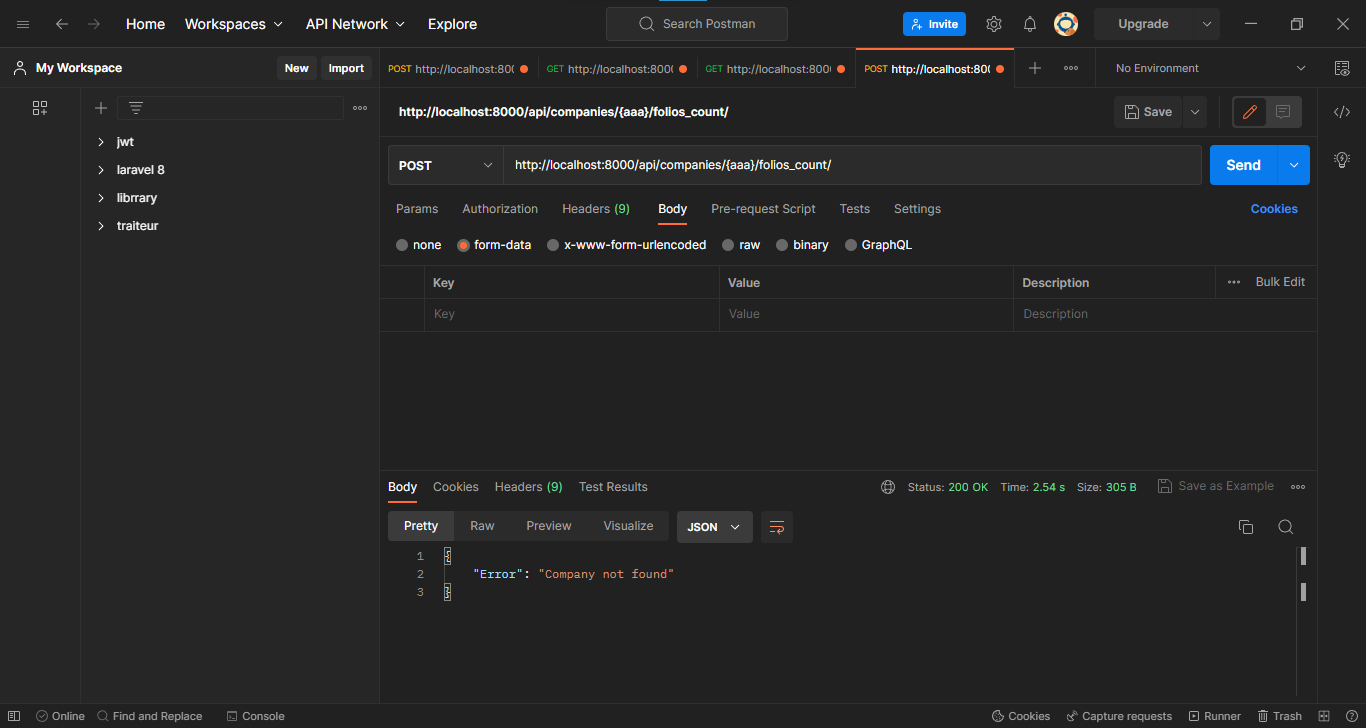 Home Workspaces API Network Explore Search Postman Invite Upgrade
My Workspace New Import POST http://localhost:800 GET http://localhost:8000 GET http://localhost:800 POST http://localhost:800 No Environment
http://localhost:8000/api/companies/{aaa}/folios_count/ Save
jwt
laravel 8
librrary
traiteur
POST http://localhost:8000/api/companies/{aaa}/folios_count/ Send
Params Authorization Headers (9) Body Pre-request Script Tests Settings Cookies
none form-data x-www-form-urlencoded raw binary GraphQL
Key Value Description Bulk Edit
Key Value Description
Body Cookies Headers (9) Test Results Status: 200 OK Time: 2.54 s Size: 305 B Save as Example
Pretty Raw Preview Visualize JSON
1 {
2 "Error": "Company not found"
3 }
Online Find and Replace Console Cookies Capture requests Runner Trash